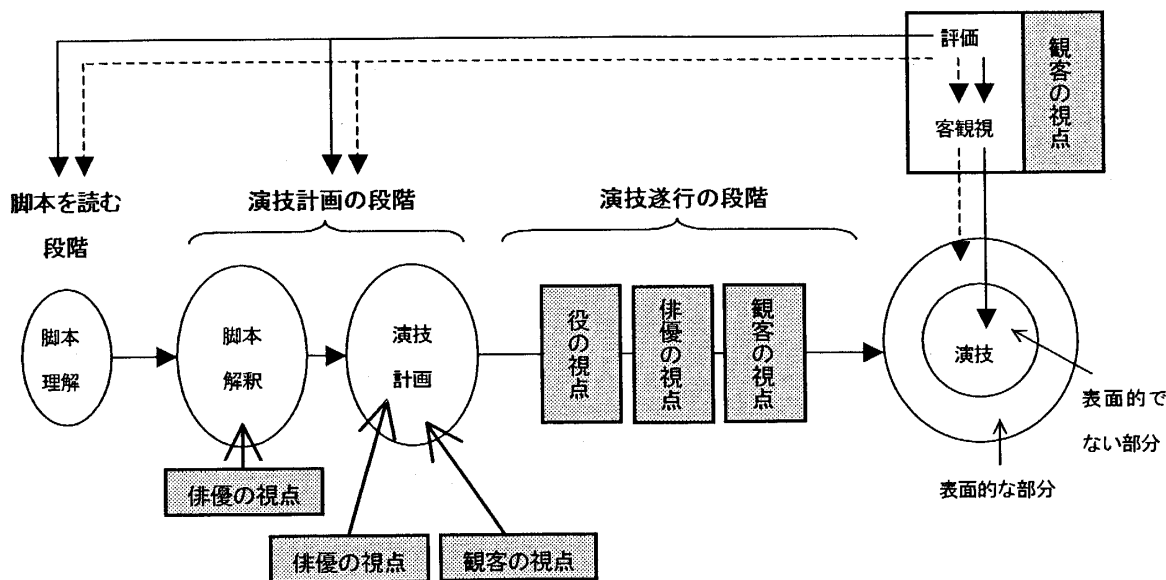 評価
客観視
観客の視点
脚本を読む
段階
演技計画の段階
演技遂行の段階
脚本
理解
脚本
解釈
演技
計画
役の視点
俳優の視点
観客の視点
演技
表面的で
ない部分
表面的な部分
俳優の視点
俳優の視点
観客の視点